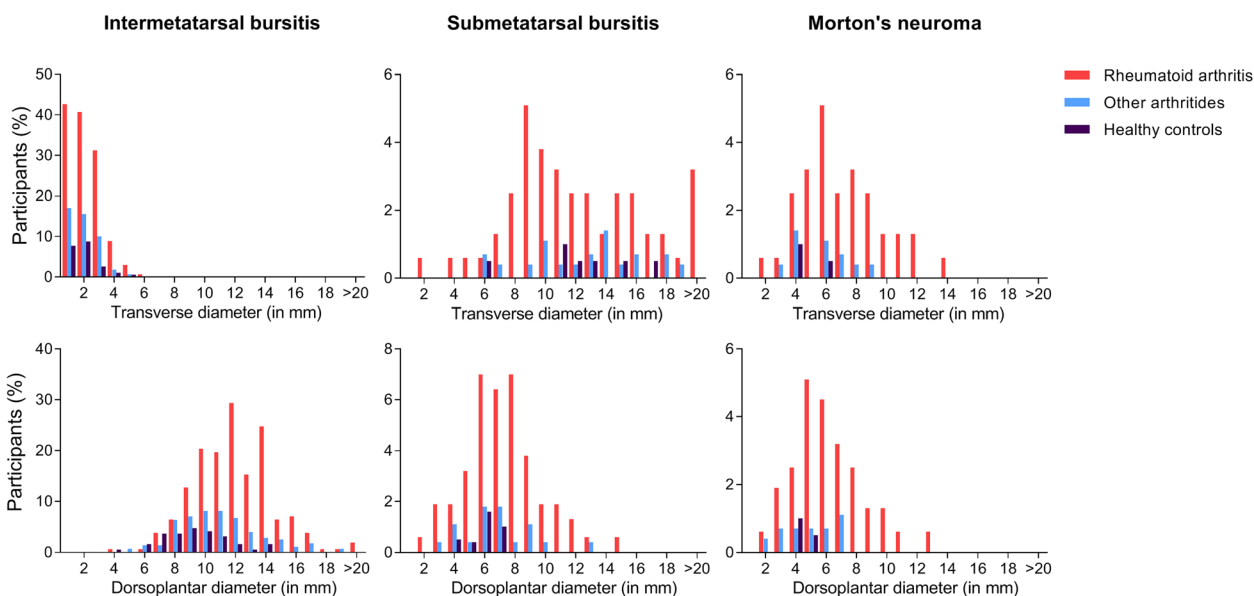 Intermetatarsal bursitis
Submetatarsal bursitis
Morton's neuroma
Rheumatoid arthritis
Other arthritides
Healthy controls
Participants (%)
50
40
30
20
10
0
2 4 6 8 10 12 14 16 18 >20
Transverse diameter (in mm)
6
4
2
0
2 4 6 8 10 12 14 16 18 >20
Transverse diameter (in mm)
6
4
2
0
2 4 6 8 10 12 14 16 18 >20
Transverse diameter (in mm)
Participants (%)
40
30
20
10
0
2 4 6 8 10 12 14 16 18 >20
Dorsoplantar diameter (in mm)
8
6
4
2
0
2 4 6 8 10 12 14 16 18 >20
Dorsoplantar diameter (in mm)
6
4
2
0
2 4 6 8 10 12 14 16 18 >20
Dorsoplantar diameter (in mm)